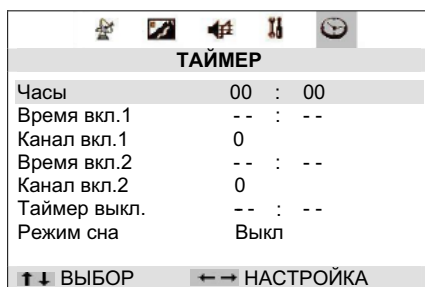 ТАЙМЕР
Часы 00 : 00
Время вкл.1 - - : - -
Канал вкл.1 0
Время вкл.2 - - : - -
Канал вкл.2 0
Таймер выкл. - - : - -
Режим сна Выкл
↑↓ ВЫБОР ←→ НАСТРОЙКА